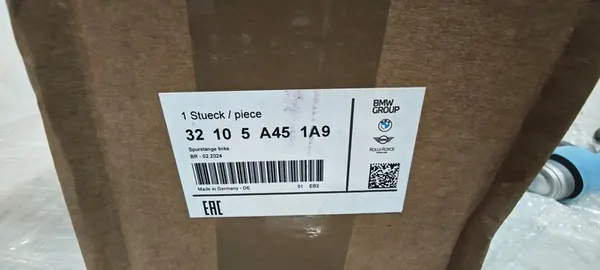 1 Stueck / piece
32 10 5 A45 1A9
Spurstange links
BR - 02.2024
Made in Germany - DE 01 EB2
EAC
BMW
GROUP
ROLLS-ROYCE